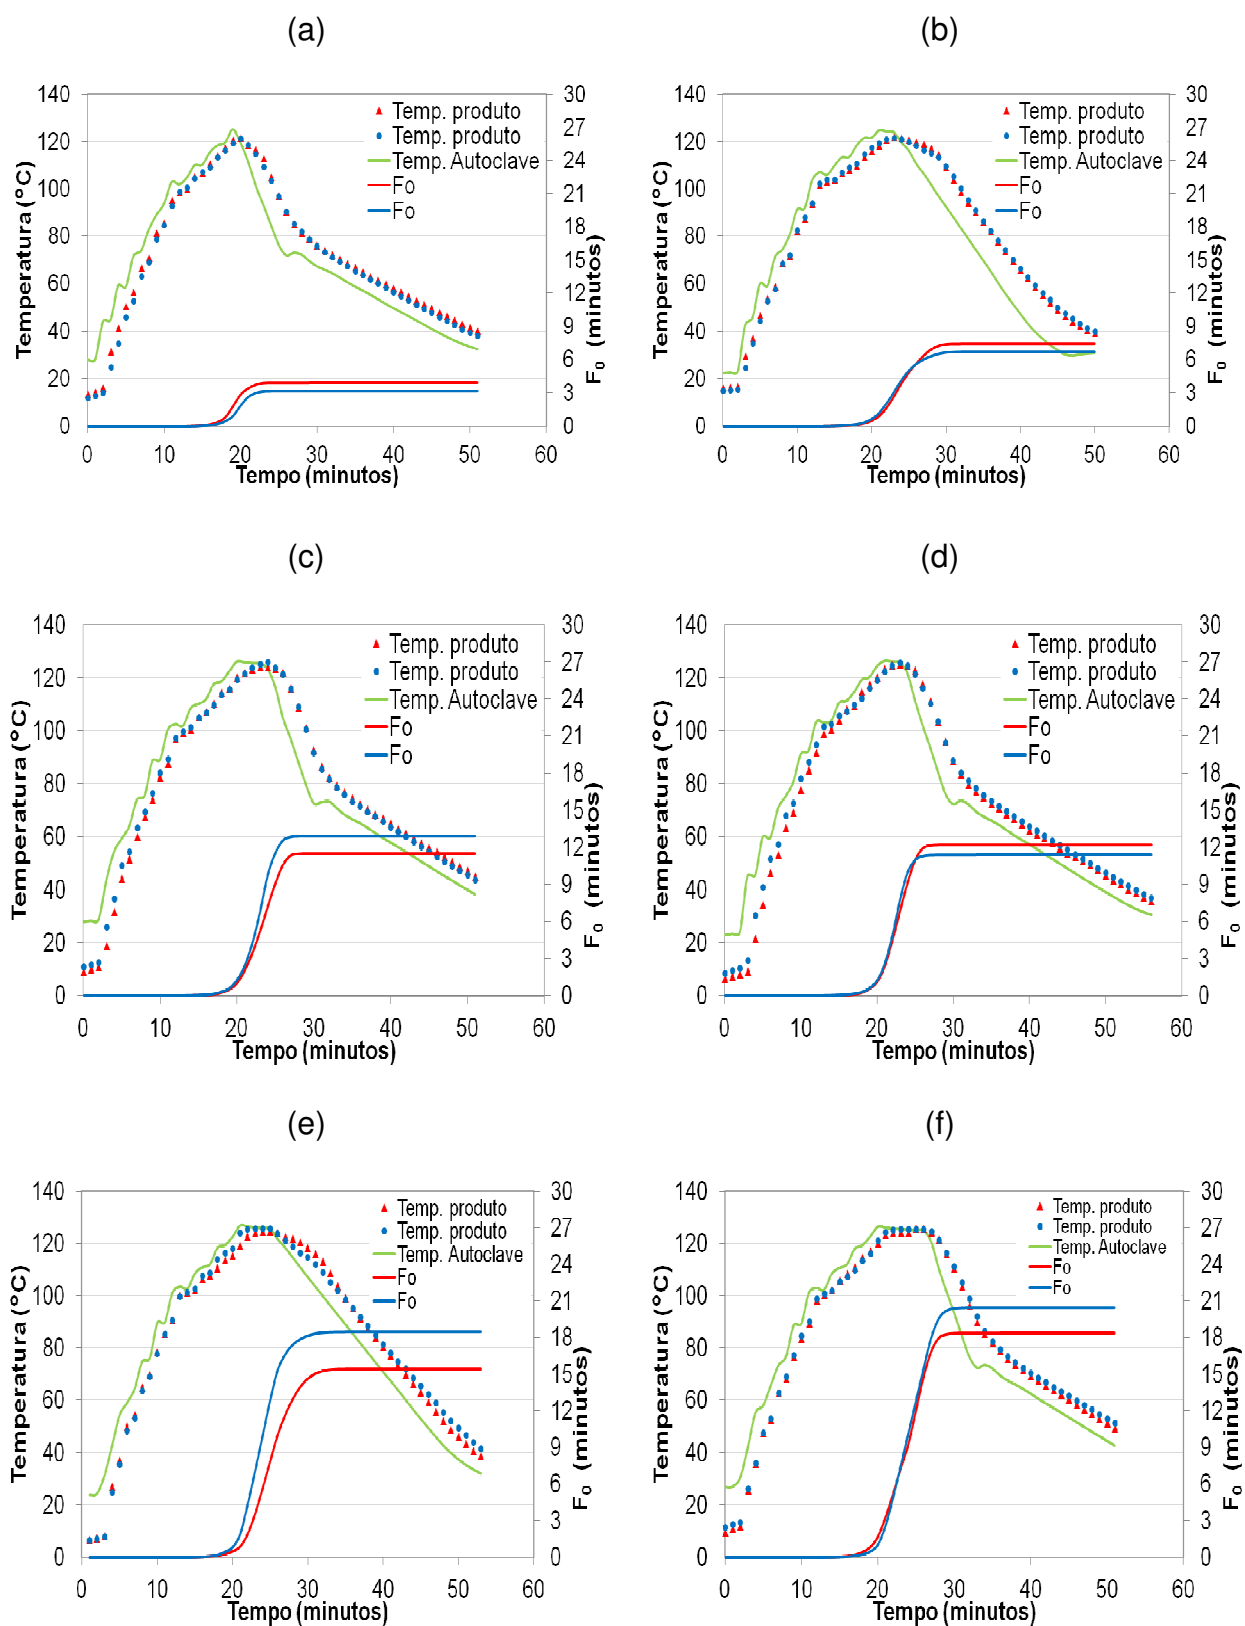 (a)
140
120
100
80
60
40
20
0
Temperatura (°C)
30
27
24
21
18
15
12
9
6
3
0
F₀ (minutos)
Temp. produto
Temp. produto
Temp. Autoclave
Fo
Fo
0 10 20 30 40 50 60
Tempo (minutos)
(b)
140
120
100
80
60
40
20
0
Temperatura (°C)
30
27
24
21
18
15
12
9
6
3
0
F₀ (minutos)
Temp. produto
Temp. produto
Temp. Autoclave
Fo
Fo
0 10 20 30 40 50 60
Tempo (minutos)
(c)
140
120
100
80
60
40
20
0
Temperatura (°C)
30
27
24
21
18
15
12
9
6
3
0
F₀ (minutos)
Temp. produto
Temp. produto
Temp. Autoclave
Fo
Fo
0 10 20 30 40 50 60
Tempo (minutos)
(d)
140
120
100
80
60
40
20
0
Temperatura (°C)
30
27
24
21
18
15
12
9
6
3
0
F₀ (minutos)
Temp. produto
Temp. produto
Temp. Autoclave
Fo
Fo
0 10 20 30 40 50 60
Tempo (minutos)
(e)
140
120
100
80
60
40
20
0
Temperatura (°C)
30
27
24
21
18
15
12
9
6
3
0
F₀ (minutos)
Temp. produto
Temp. produto
Temp. Autoclave
Fo
Fo
0 10 20 30 40 50 60
Tempo (minutos)
(f)
140
120
100
80
60
40
20
0
Temperatura (°C)
30
27
24
21
18
15
12
9
6
3
0
F₀ (minutos)
Temp. produto
Temp. produto
Temp. Autoclave
Fo
Fo
0 10 20 30 40 50 60
Tempo (minutos)